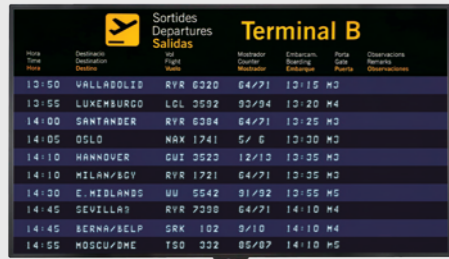 Sortides
Departures
Salidas
Terminal B
Hora Destinació Vol Mostrador Embarcam. Porta Observacions
Time Destination Flight Counter Boarding Gate Remarks
Hora Destino Vuelo Mostrador Embarque Puerta Observaciones
13:50 VALLADOLID RYR 6320 64/71 13:15 M3
13:55 LUXEMBURGO LGL 3592 93/94 13:20 M4
14:00 SANTANDER RYR 6384 64/71 13:25 M3
14:05 OSLO NAX 1741 5/ 6 13:30 M3
14:10 HANNOVER GWI 3523 12/13 13:35 M3
14:10 MILAN/BGY RYR 1721 64/71 13:35 M3
14:30 E.MIDLANDS WW 5542 91/92 13:55 M5
14:45 SEVILLA RYR 7398 64/71 14:10 M4
14:45 BERNA/BELP SRK 102 9/10 14:10 M4
14:55 MOSCU/DME TSO 332 85/87 14:10 M5